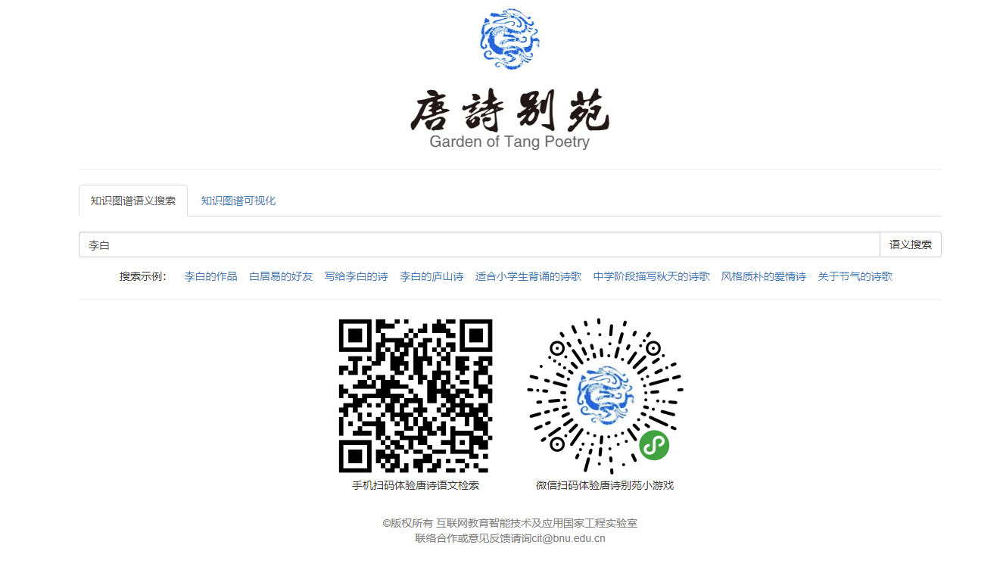 唐詩别苑
Garden of Tang Poetry
知识图谱语义搜索 知识图谱可视化
李白 语义搜索
搜索示例： 李白的作品 白居易的好友 写给李白的诗 李白的庐山诗 适合小学生背诵的诗歌 中学阶段描写秋天的诗歌 风格质朴的爱情诗 关于节气的诗歌
手机扫码体验唐诗语文检索 微信扫码体验唐诗别苑小游戏
©版权所有 互联网教育智能技术及应用国家工程实验室
联络合作或意见反馈请询cit@bnu.edu.cn